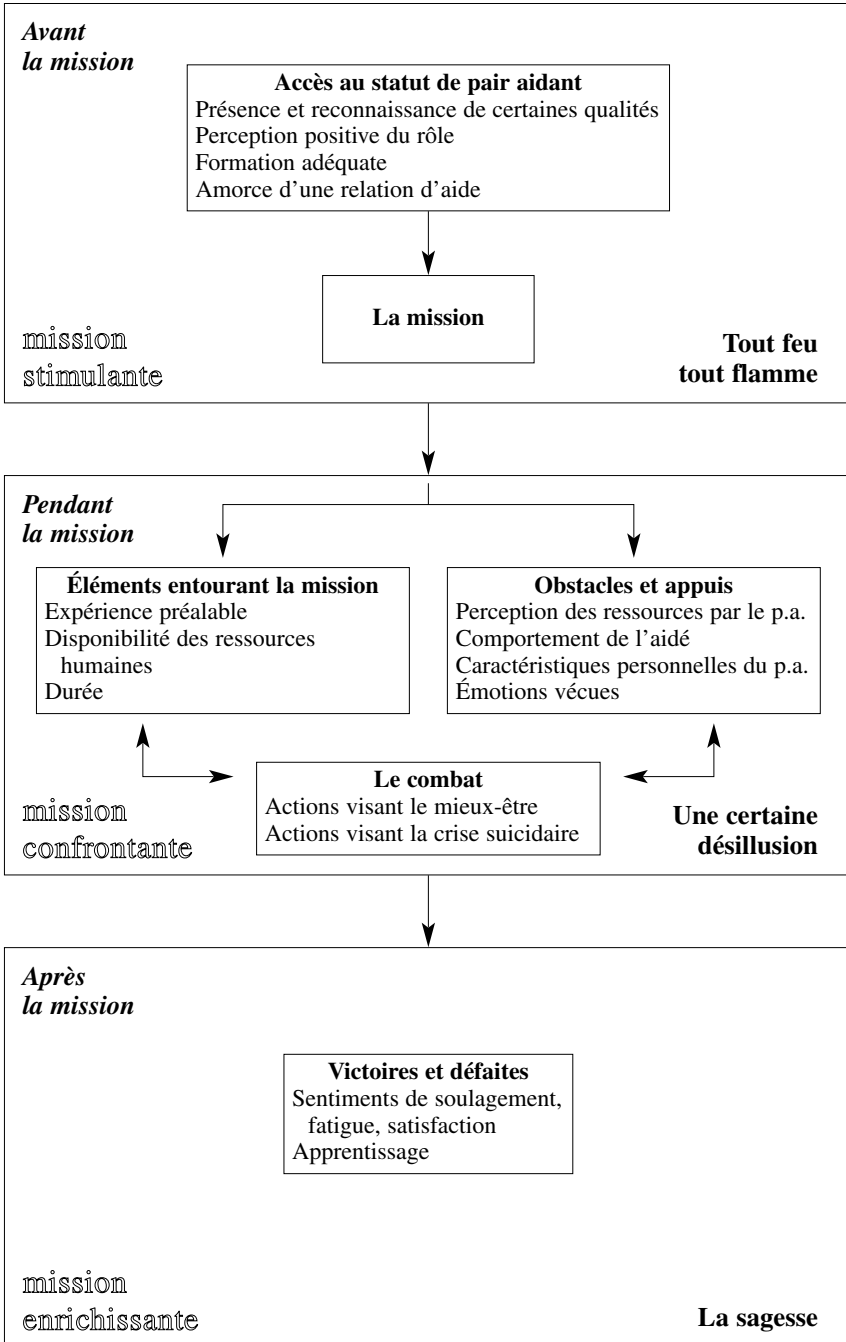 Avant
la mission
Accès au statut de pair aidant
Présence et reconnaissance de certaines qualités
Perception positive du rôle
Formation adéquate
Amorce d’une relation d’aide
La mission
mission
stimulante
Tout feu
tout flamme
Pendant
la mission
Éléments entourant la mission
Expérience préalable
Disponibilité des ressources
humaines
Durée
Obstacles et appuis
Perception des ressources par le p.a.
Comportement de l’aidé
Caractéristiques personnelles du p.a.
Émotions vécues
Le combat
Actions visant le mieux-être
Actions visant la crise suicidaire
mission
confrontante
Une certaine
désillusion
Après
la mission
Victoires et défaites
Sentiments de soulagement,
fatigue, satisfaction
Apprentissage
mission
enrichissante
La sagesse